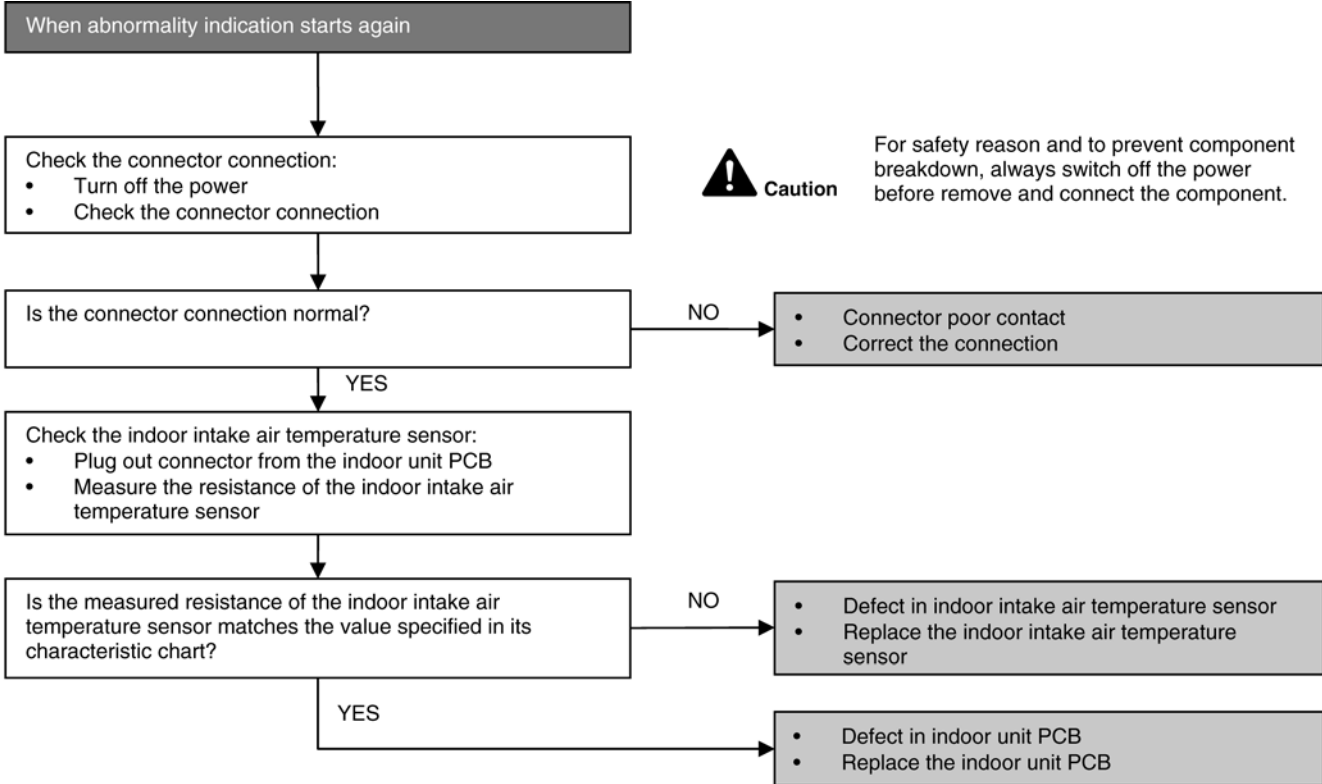 When abnormality indication starts again
Check the connector connection:
• Turn off the power
• Check the connector connection
Caution
For safety reason and to prevent component
breakdown, always switch off the power
before remove and connect the component.
Is the connector connection normal?
NO
• Connector poor contact
• Correct the connection
YES
Check the indoor intake air temperature sensor:
• Plug out connector from the indoor unit PCB
• Measure the resistance of the indoor intake air
temperature sensor
Is the measured resistance of the indoor intake air
temperature sensor matches the value specified in its
characteristic chart?
NO
• Defect in indoor intake air temperature sensor
• Replace the indoor intake air temperature
sensor
YES
• Defect in indoor unit PCB
• Replace the indoor unit PCB